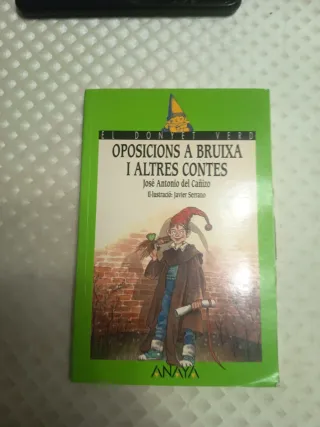 EL DONYET VERD
OPOSICIONS A BRUIXA
I ALTRES CONTES
José Antonio del Cañizo
Il·lustració: Javier Serrano
ANAYA